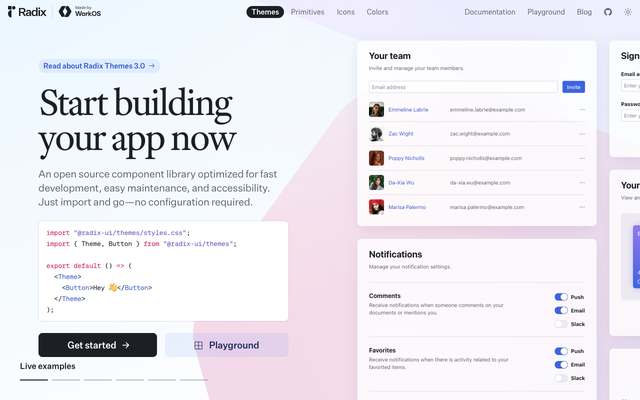 Radix
Made by
WorkOS
Themes
Primitives
Icons
Colors
Documentation
Playground
Blog
Read about Radix Themes 3.0 →
Start building
your app now
An open source component library optimized for fast
development, easy maintenance, and accessibility.
Just import and go—no configuration required.
import "@radix-ui/themes/styles.css";
import { Theme, Button } from "@radix-ui/themes";
export default () => (
<Theme>
<Button>Hey 👋</Button>
</Theme>
);
Get started →
Playground
Live examples
Your team
Invite and manage your team members.
Email address
Invite
Emmeline Labrie
emmeline.labrie@example.com
Zac Wight
zac.wight@example.com
Poppy Nicholls
poppy.nicholls@example.com
Da-Xia Wu
da-xia.wu@example.com
Marisa Palermo
marisa.palermo@example.com
Notifications
Manage your notification settings.
Comments
Receive notifications when someone comments on your
documents or mentions you.
Push
Email
Slack
Favorites
Receive notifications when there is activity related to your
favorited items.
Push
Email
Slack
Sign
Email a
Enter y
Passwo
Enter
Your
View an